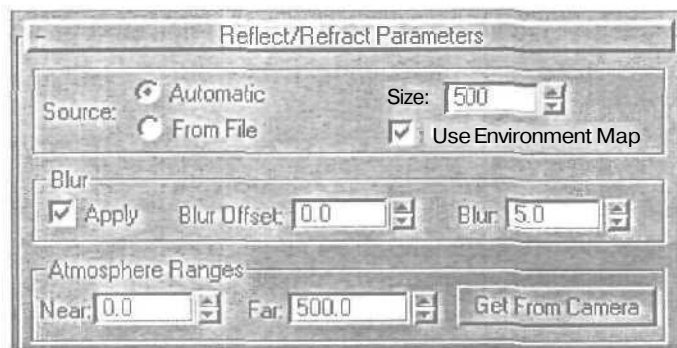 - Reflect/Refract Parameters
Source: Automatic Size: 500
From File Use Environment Map
Blur
Apply Blur Offset: 0.0 Blur: 5.0
Atmosphere Ranges
Near: 0.0 Far: 500.0 Get From Camera